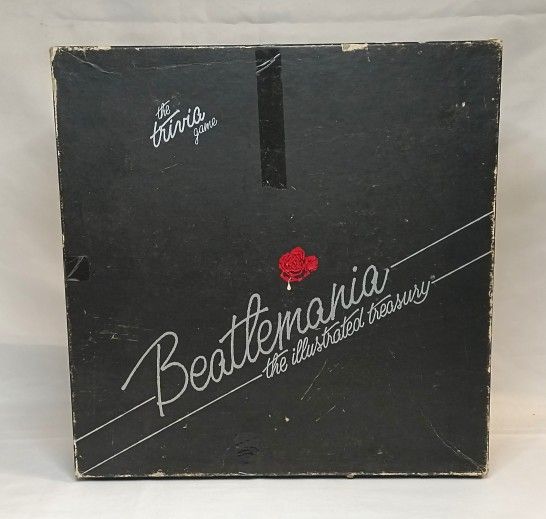 the
trivia
game
Beatlemania
the illustrated treasury®